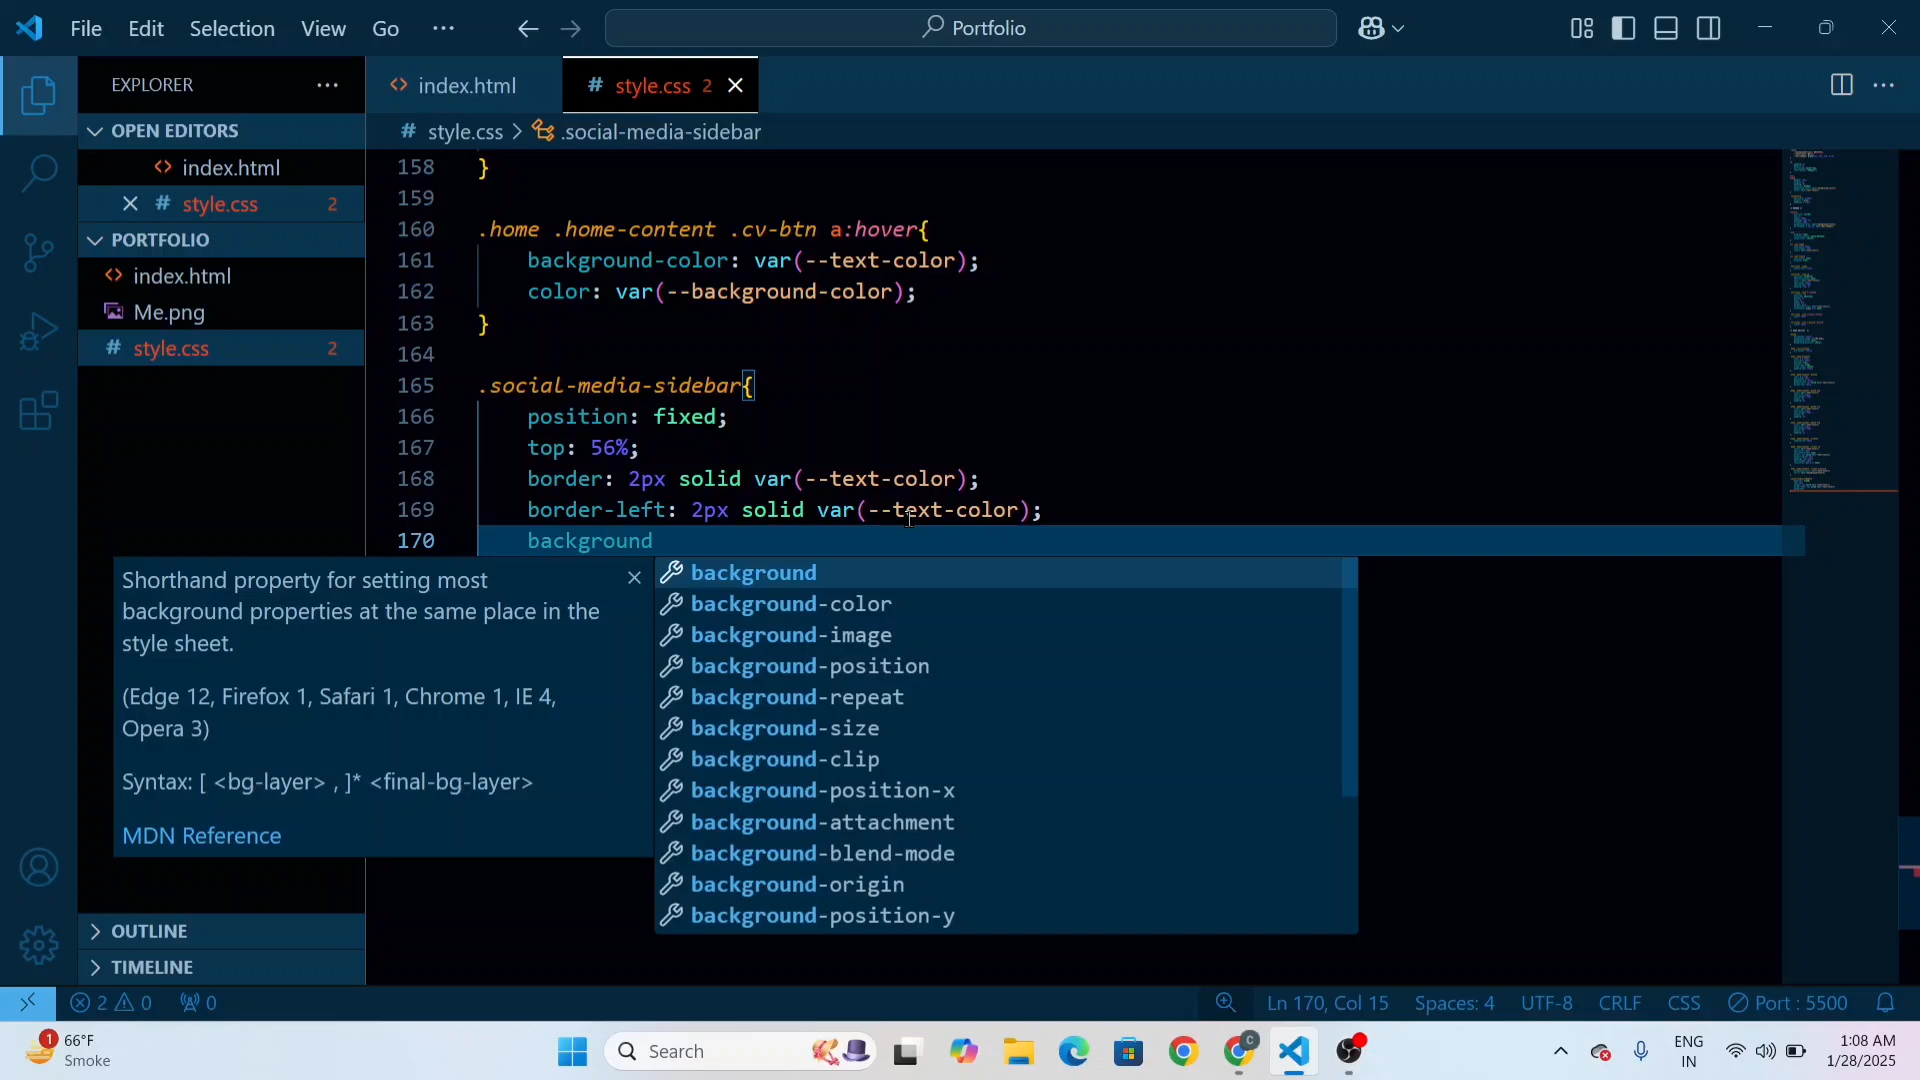 File Edit Selection View Go ··· Portfolio
EXPLORER ···
index.html
# style.css 2
OPEN EDITORS
# style.css > .social-media-sidebar
index.html
# style.css 2
PORTFOLIO
index.html
Me.png
# style.css 2
158 }
159
160 .home .home-content .cv-btn a:hover{
161 background-color: var(--text-color);
162 color: var(--background-color);
163 }
164
165 .social-media-sidebar{
166 position: fixed;
167 top: 56%;
168 border: 2px solid var(--text-color);
169 border-left: 2px solid var(--text-color);
170 background
Shorthand property for setting most
background properties at the same place in the
style sheet.
(Edge 12, Firefox 1, Safari 1, Chrome 1, IE 4,
Opera 3)
Syntax: [ <bg-layer> , ]* <final-bg-layer>
MDN Reference
background
background-color
background-image
background-position
background-repeat
background-size
background-clip
background-position-x
background-attachment
background-blend-mode
background-origin
background-position-y
OUTLINE
TIMELINE
2 0 0 Ln 170, Col 15 Spaces: 4 UTF-8 CRLF CSS Port : 5500
1
66°F
Smoke
Search
C
ENG
IN
1:08 AM
1/28/2025